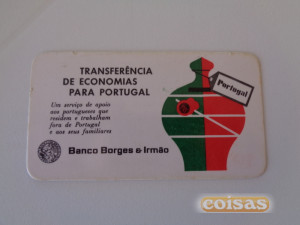 TRANSFERÊNCIA
DE ECONOMIAS
PARA PORTUGAL
Um serviço de apoio
aos portugueses que
residem e trabalham
fora de Portugal
e aos seus familiares
Banco Borges & Irmão
Portugal
coisas